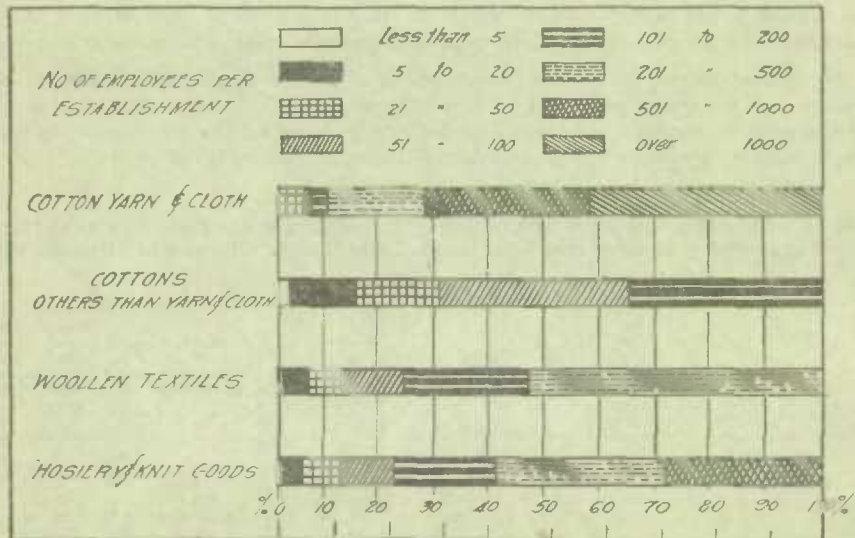 Less than 5
5 to 20
21 " 50
51 - 100
101 to 200
201 " 500
501 " 1000
over 1000
NO OF EMPLOYEES PER
ESTABLISHMENT
COTTON YARN & CLOTH
COTTONS
OTHERS THAN YARN & CLOTH
WOOLLEN TEXTILES
HOSIERY & KNIT GOODS
% 0 10 20 30 40 50 60 70 80 90 100%